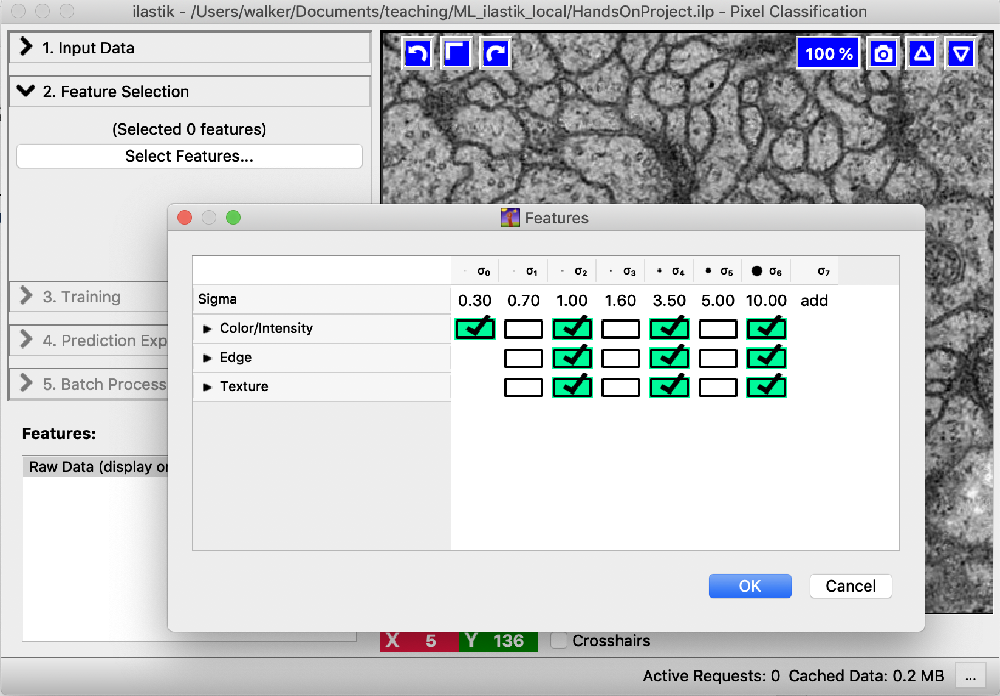 ilastik - /Users/walker/Documents/teaching/ML_ilastik_local/HandsOnProject.ilp - Pixel Classification
1. Input Data
2. Feature Selection
(Selected 0 features)
Select Features...
3. Training
4. Prediction Exp
5. Batch Process
Features:
Raw Data (display or
100 %
Features
σ0 σ1 σ2 σ3 σ4 σ5 σ6 σ7
Sigma 0.30 0.70 1.00 1.60 3.50 5.00 10.00 add
Color/Intensity
Edge
Texture
OK Cancel
X 5 Y 136 Crosshairs
Active Requests: 0 Cached Data: 0.2 MB ...